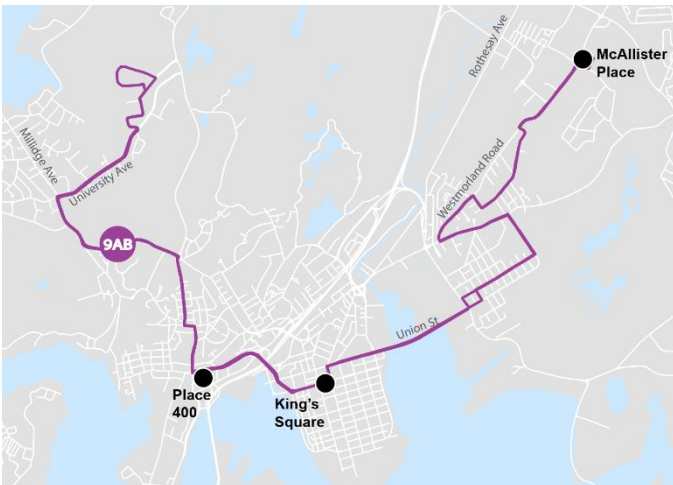 McAllister
Place
Rothesay Ave
Millidge Ave
University Ave
Westmorland Road
9AB
Union St
Place
400
King's
Square